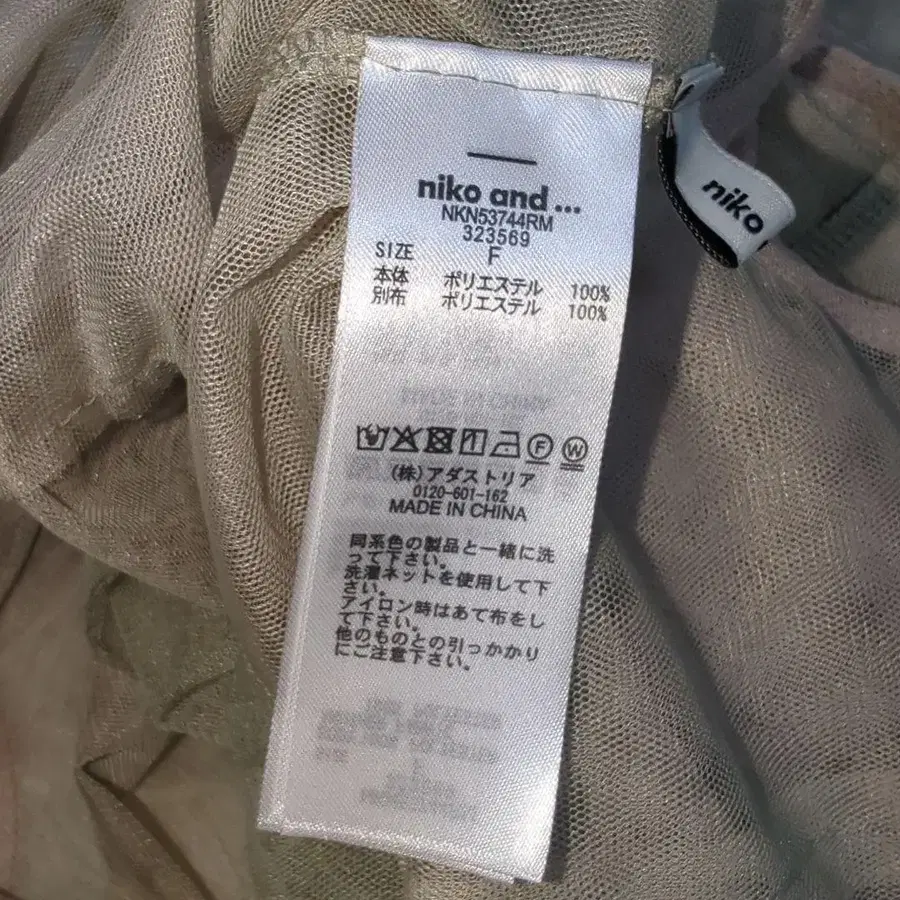 niko and ...
NKN53744RM
323569
SIZE F
本体 ポリエステル 100%
別布 ポリエステル 100%
F W
(株)アダストリア
0120-601-162
MADE IN CHINA
同系色の製品と一緒に洗
って下さい。
洗濯ネットを使用して下
さい。
アイロン時はあて布をし
て下さい。
他のものとの引っかかり
にご注意下さい。
niko